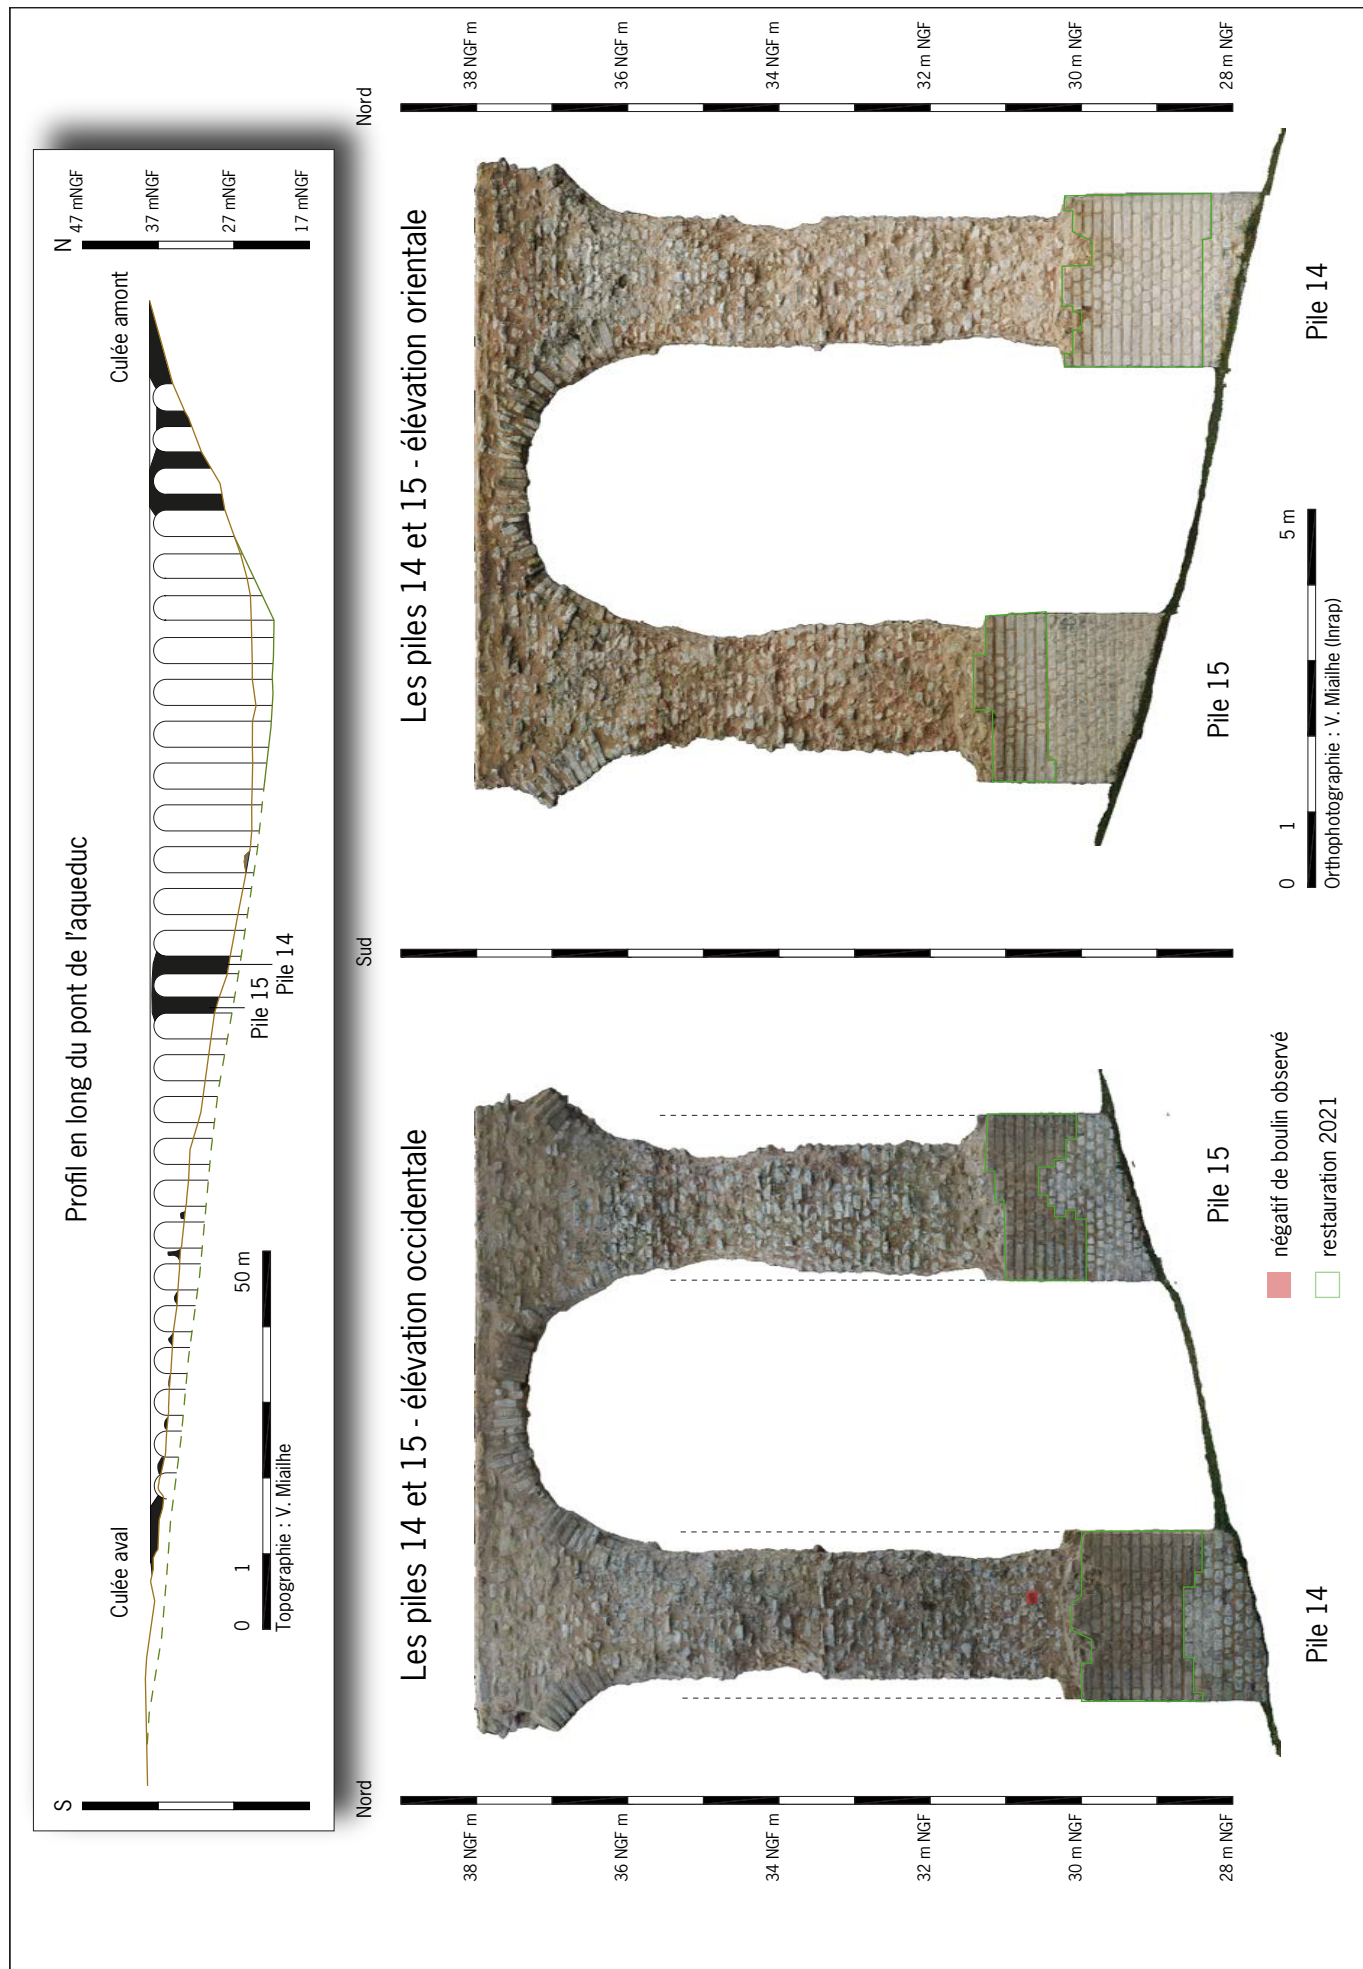 Profil en long du pont de l'aqueduc
S
N
47 mNGF
37 mNGF
27 mNGF
17 mNGF
Culée aval
Culée amont
Pile 15
Pile 14
0 1 50 m
Topographie : V. Miailhe
Les piles 14 et 15 - élévation occidentale
Les piles 14 et 15 - élévation orientale
Nord
Sud
Nord
38 NGF m
36 NGF m
34 NGF m
32 m NGF
30 m NGF
28 m NGF
38 NGF m
36 NGF m
34 NGF m
32 m NGF
30 m NGF
28 m NGF
Pile 14
Pile 15
Pile 15
Pile 14
négatif de boulin observé
restauration 2021
0 1 5 m
Orthophotographie : V. Miailhe (Inrap)